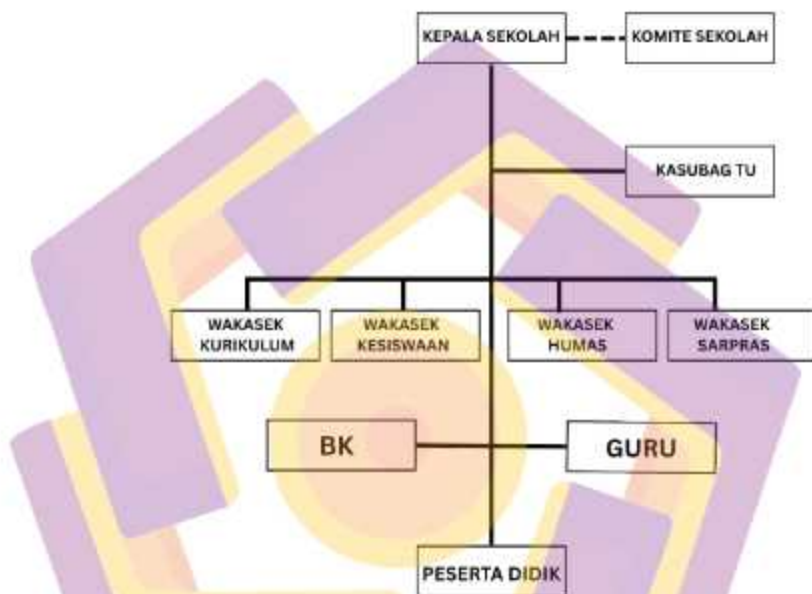 KEPALA SEKOLAH
KOMITE SEKOLAH
KASUBAG TU
WAKASEK
KURIKULUM
WAKASEK
KESISWAAN
WAKASEK
HUMAS
WAKASEK
SARPRAS
BK
GURU
PESERTA DIDIK